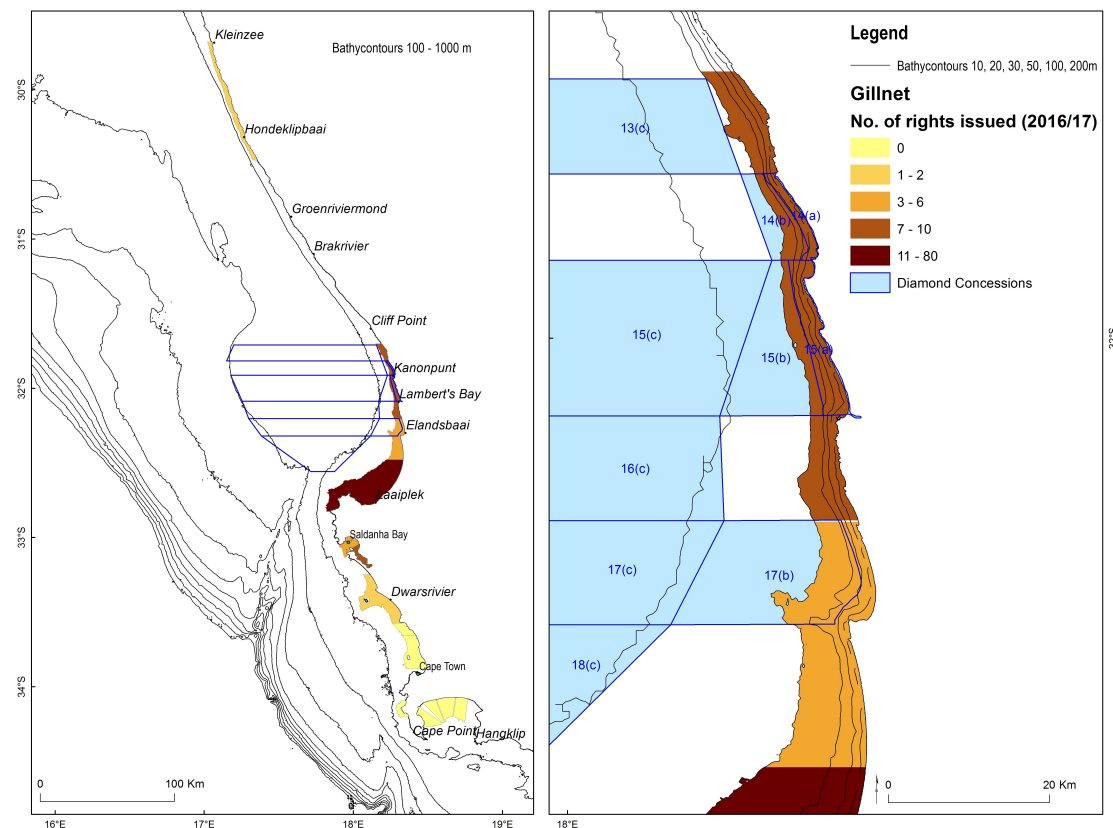 Kleinzee
Bathycontours 100 - 1000 m
Hondeklipbaai
Groenriviermond
Brakrivier
Cliff Point
Kanonpunt
Lambert's Bay
Elandsbaai
Laaiplek
Saldanha Bay
Dwarsrivier
Cape Town
Cape Point
Hangklip
30°S
31°S
32°S
33°S
34°S
0
100 Km
16°E
17°E
18°E
19°E
Legend
Bathycontours 10, 20, 30, 50, 100, 200m
Gillnet
No. of rights issued (2016/17)
0
1 - 2
3 - 6
7 - 10
11 - 80
Diamond Concessions
13(c)
14(b)
14(a)
15(c)
15(b)
15(a)
16(c)
17(c)
17(b)
18(c)
32°S
0
20 Km
18°E